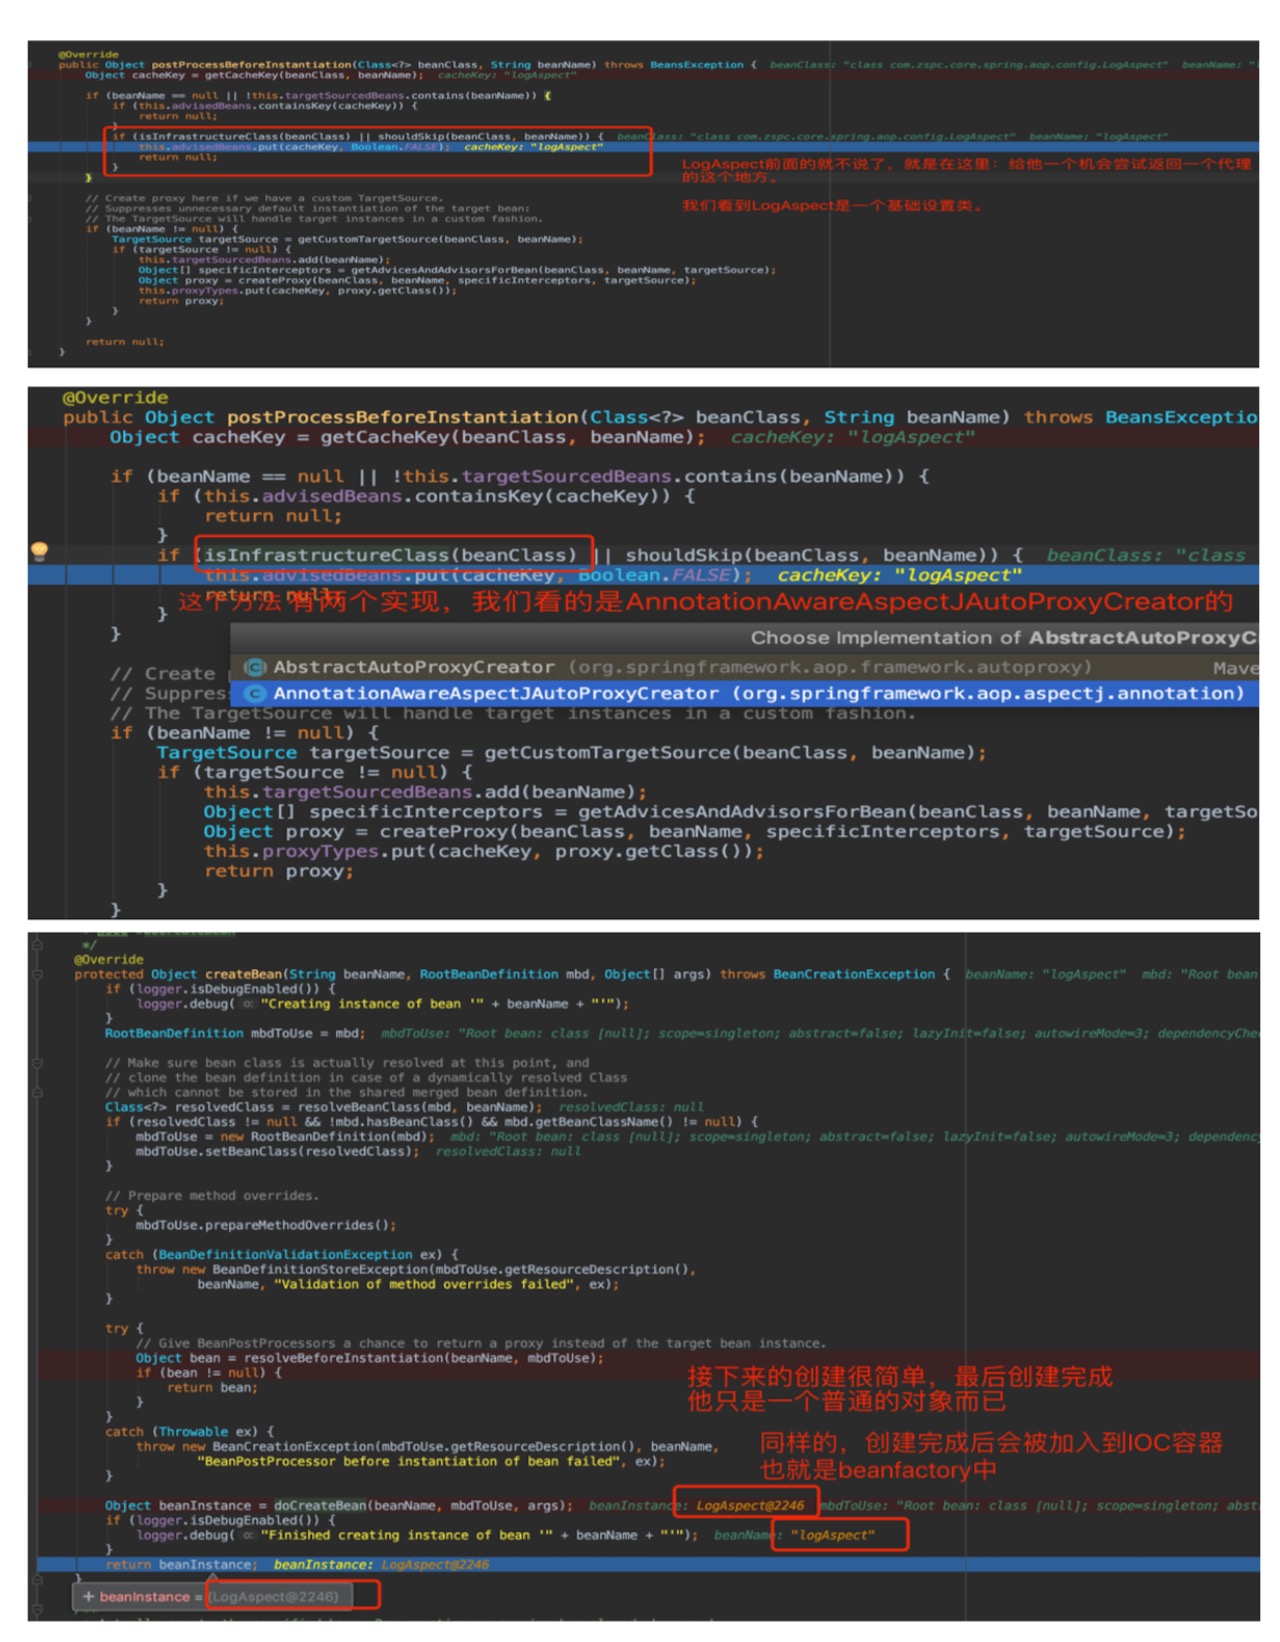 @Override
public Object postProcessBeforeInstantiation(Class<?> beanClass, String beanName) throws BeansException {  beanClass: "class com.zspc.core.spring.aop.config.LogAspect"  beanName: "l
Object cacheKey = getCacheKey(beanClass, beanName);  cacheKey: "logAspect"
if (beanName == null || !this.targetSourcedBeans.contains(beanName)) {
if (this.advisedBeans.containsKey(cacheKey)) {
return null;
}
if (isInfrastructureClass(beanClass) || shouldSkip(beanClass, beanName)) {  beanClass: "class com.zspc.core.spring.aop.config.LogAspect"  beanName: "logAspect"
this.advisedBeans.put(cacheKey, Boolean.FALSE);  cacheKey: "logAspect"
return null;
}
}
LogAspect前面的就不说了，就是在这里：给他一个机会尝试返回一个代理
的这个地方。
我们看到LogAspect是一个基础设置类。
// Create proxy here if we have a custom TargetSource.
// Suppresses unnecessary default instantiation of the target bean:
// The TargetSource will handle target instances in a custom fashion.
if (beanName != null) {
TargetSource targetSource = getCustomTargetSource(beanClass, beanName);
if (targetSource != null) {
this.targetSourcedBeans.add(beanName);
Object[] specificInterceptors = getAdvicesAndAdvisorsForBean(beanClass, beanName, targetSource);
Object proxy = createProxy(beanClass, beanName, specificInterceptors, targetSource);
this.proxyTypes.put(cacheKey, proxy.getClass());
return proxy;
}
}
return null;
}
@Override
public Object postProcessBeforeInstantiation(Class<?> beanClass, String beanName) throws BeansExceptio
Object cacheKey = getCacheKey(beanClass, beanName);  cacheKey: "logAspect"
if (beanName == null || !this.targetSourcedBeans.contains(beanName)) {
if (this.advisedBeans.containsKey(cacheKey)) {
return null;
}
if (isInfrastructureClass(beanClass) || shouldSkip(beanClass, beanName)) {  beanClass: "class
this.advisedBeans.put(cacheKey, Boolean.FALSE);  cacheKey: "logAspect"
return null;
这个方法有两个实现，我们看的是AnnotationAwareAspectJAutoProxyCreator的
}
}
Choose Implementation of AbstractAutoProxyC
AbstractAutoProxyCreator (org.springframework.aop.framework.autoproxy)  Mave
AnnotationAwareAspectJAutoProxyCreator (org.springframework.aop.aspectj.annotation)
// Create
// Suppres
// The TargetSource will handle target instances in a custom fashion.
if (beanName != null) {
TargetSource targetSource = getCustomTargetSource(beanClass, beanName);
if (targetSource != null) {
this.targetSourcedBeans.add(beanName);
Object[] specificInterceptors = getAdvicesAndAdvisorsForBean(beanClass, beanName, targetSo
Object proxy = createProxy(beanClass, beanName, specificInterceptors, targetSource);
this.proxyTypes.put(cacheKey, proxy.getClass());
return proxy;
}
}
*/
@Override
protected Object createBean(String beanName, RootBeanDefinition mbd, Object[] args) throws BeanCreationException {  beanName: "logAspect"  mbd: "Root bean
if (logger.isDebugEnabled()) {
logger.debug( o: "Creating instance of bean '" + beanName + "'");
}
RootBeanDefinition mbdToUse = mbd;  mbdToUse: "Root bean: class [null]; scope=singleton; abstract=false; lazyInit=false; autowireMode=3; dependencyChe
// Make sure bean class is actually resolved at this point, and
// clone the bean definition in case of a dynamically resolved Class
// which cannot be stored in the shared merged bean definition.
Class<?> resolvedClass = resolveBeanClass(mbd, beanName);  resolvedClass: null
if (resolvedClass != null && !mbd.hasBeanClass() && mbd.getBeanClassName() != null) {
mbdToUse = new RootBeanDefinition(mbd);  mbd: "Root bean: class [null]; scope=singleton; abstract=false; lazyInit=false; autowireMode=3; dependenc
mbdToUse.setBeanClass(resolvedClass);  resolvedClass: null
}
// Prepare method overrides.
try {
mbdToUse.prepareMethodOverrides();
}
catch (BeanDefinitionValidationException ex) {
throw new BeanDefinitionStoreException(mbdToUse.getResourceDescription(),
beanName, "Validation of method overrides failed", ex);
}
try {
// Give BeanPostProcessors a chance to return a proxy instead of the target bean instance.
Object bean = resolveBeforeInstantiation(beanName, mbdToUse);
if (bean != null) {
return bean;
}
}
接下来的创建很简单，最后创建完成
他只是一个普通的对象而已
catch (Throwable ex) {
throw new BeanCreationException(mbdToUse.getResourceDescription(), beanName,
"BeanPostProcessor before instantiation of bean failed", ex);
}
同样的，创建完成后会被加入到IOC容器
也就是beanfactory中
Object beanInstance = doCreateBean(beanName, mbdToUse, args);  beanInstance: LogAspect@2246  mbdToUse: "Root bean: class [null]; scope=singleton; abst
if (logger.isDebugEnabled()) {
logger.debug( o: "Finished creating instance of bean '" + beanName + "'");  beanName: "logAspect"
}
return beanInstance;  beanInstance: LogAspect@2246
}
+ beanInstance = {LogAspect@2246}